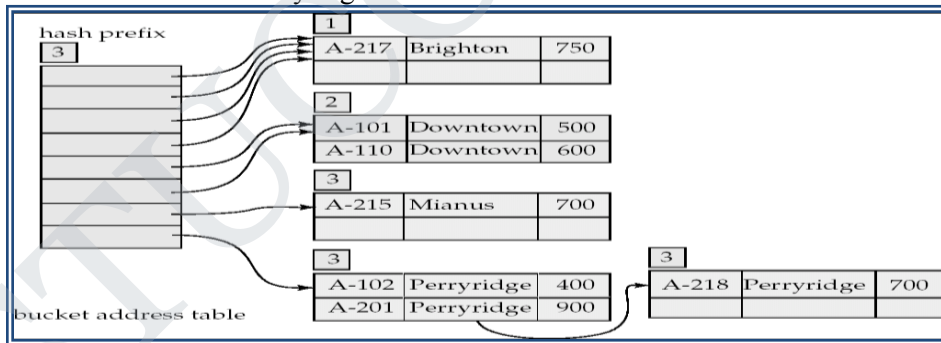 hash prefix
3
1
A-217 Brighton 750
2
A-101 Downtown 500
A-110 Downtown 600
3
A-215 Mianus 700
3
A-102 Perryridge 400
A-201 Perryridge 900
3
A-218 Perryridge 700
bucket address table